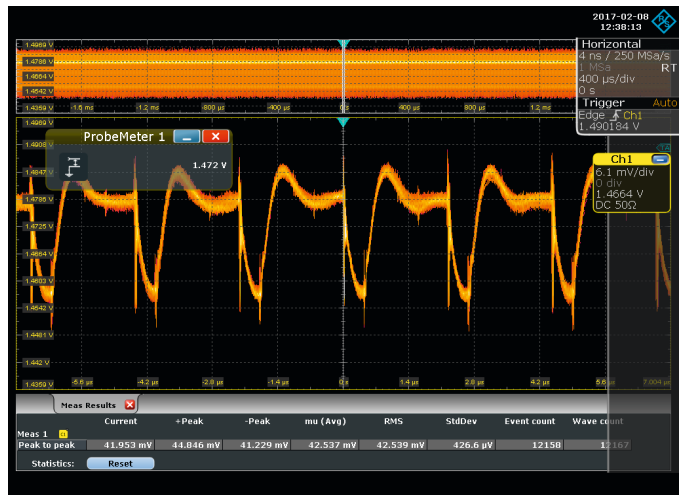 2017-02-08
12:38:13
1.4969 V
1.4786 V
1.4664 V
1.4542 V
1.4359 V
-1.6 ms -1.2 ms -800 µs -400 µs 0 s 400 µs 800 µs 1.2 ms
Horizontal
4 ns / 250 MSa/s
1 MSa RT
400 µs/div
0 s
Trigger Auto
Edge Ch1
1.490184 V
1.4969 V
1.4908 V
1.4847 V
1.4786 V
1.4725 V
1.4664 V
1.4603 V
1.4542 V
1.4481 V
1.442 V
1.4359 V
ProbeMeter 1
1.472 V
TA
Ch1
6.1 mV/div
0 div
1.4664 V
DC 50Ω
-5.6 µs -4.2 µs -2.8 µs -1.4 µs 0 s 1.4 µs 2.8 µs 4.2 µs 5.6 7.004 µs
Meas Results
Current +Peak -Peak mu (Avg) RMS StdDev Event count Wave count
Meas 1
Peak to peak 41.953 mV 44.846 mV 41.229 mV 42.537 mV 42.539 mV 426.6 µV 12158 12167
Statistics: Reset